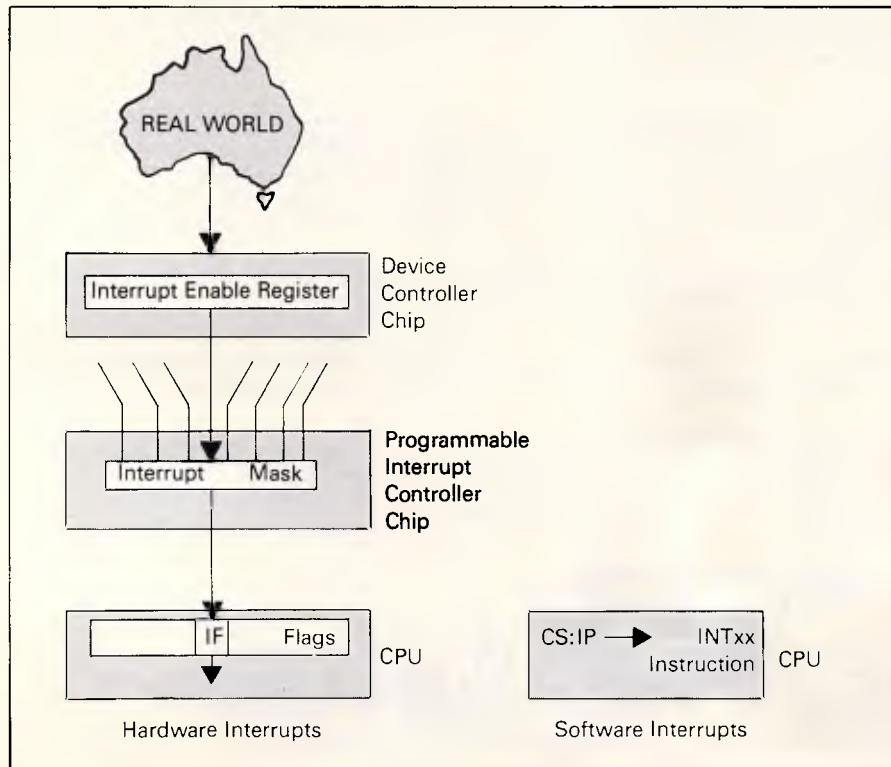 REAL WORLD
Interrupt Enable Register
Device
Controller
Chip
Interrupt Mask
Programmable
Interrupt
Controller
Chip
IF Flags
CPU
Hardware Interrupts
CS:IP INTxx
Instruction
CPU
Software Interrupts